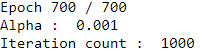 Epoch 700 / 700
Alpha :  0.001
Iteration count :  1000